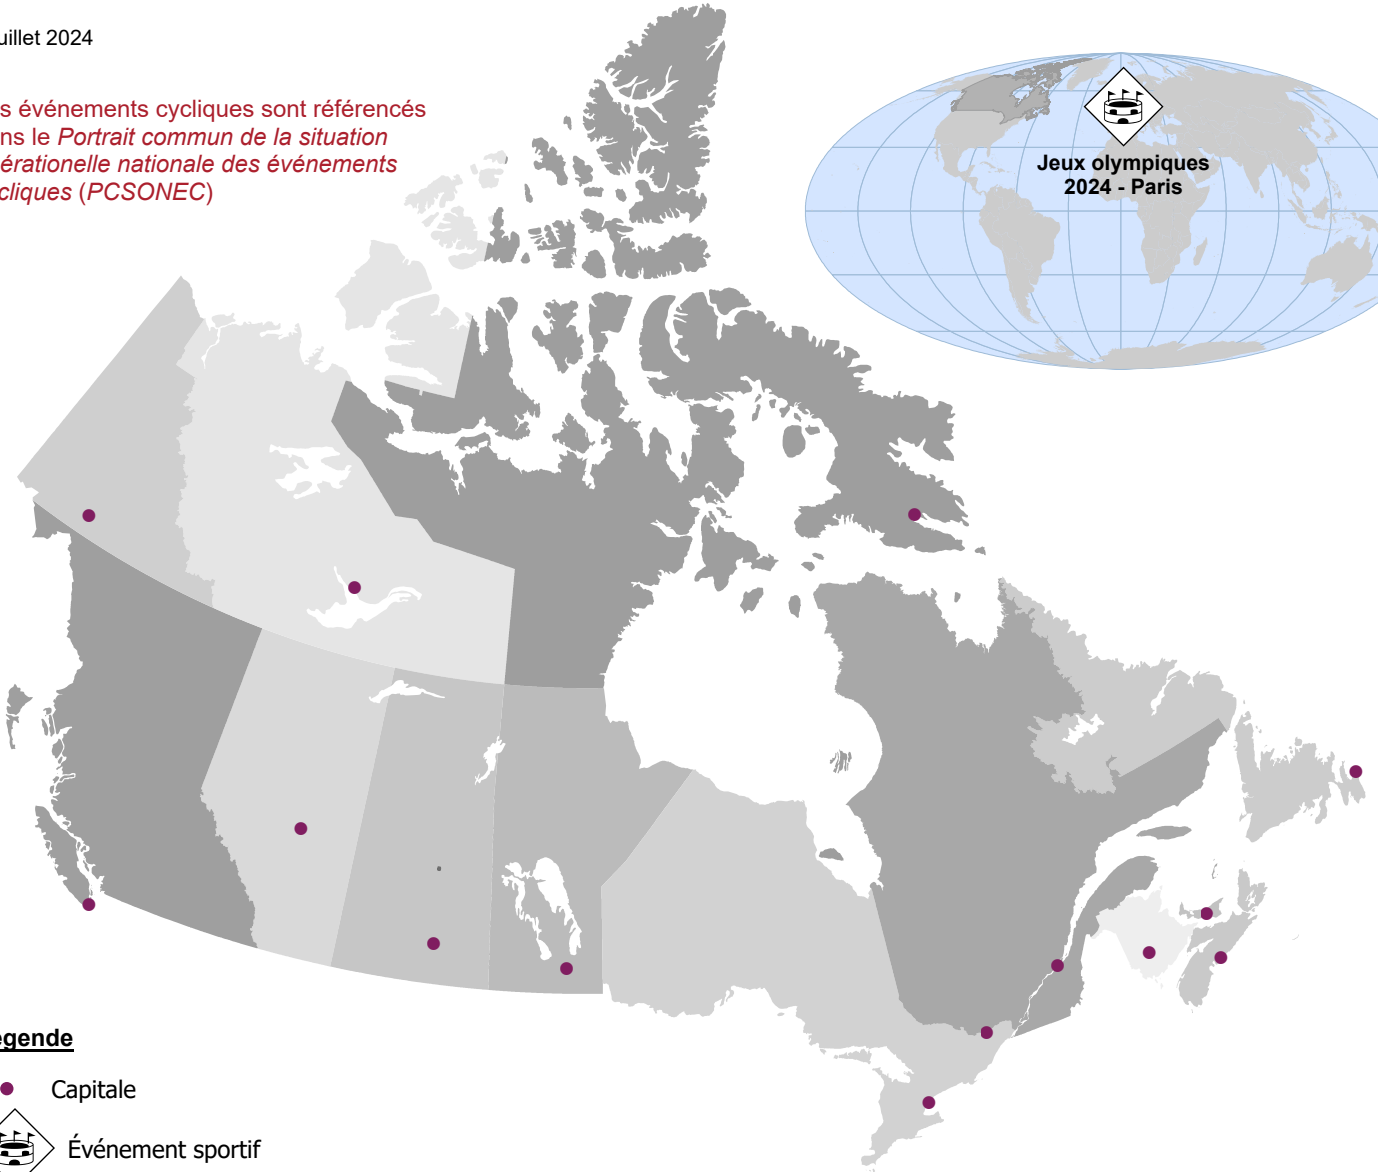 uillet 2024
s événements cycliques sont référencés
ns le Portrait commun de la situation
érationelle nationale des événements
cliques (PCSONEC)
Jeux olympiques
2024 - Paris
égende
Capitale
Événement sportif